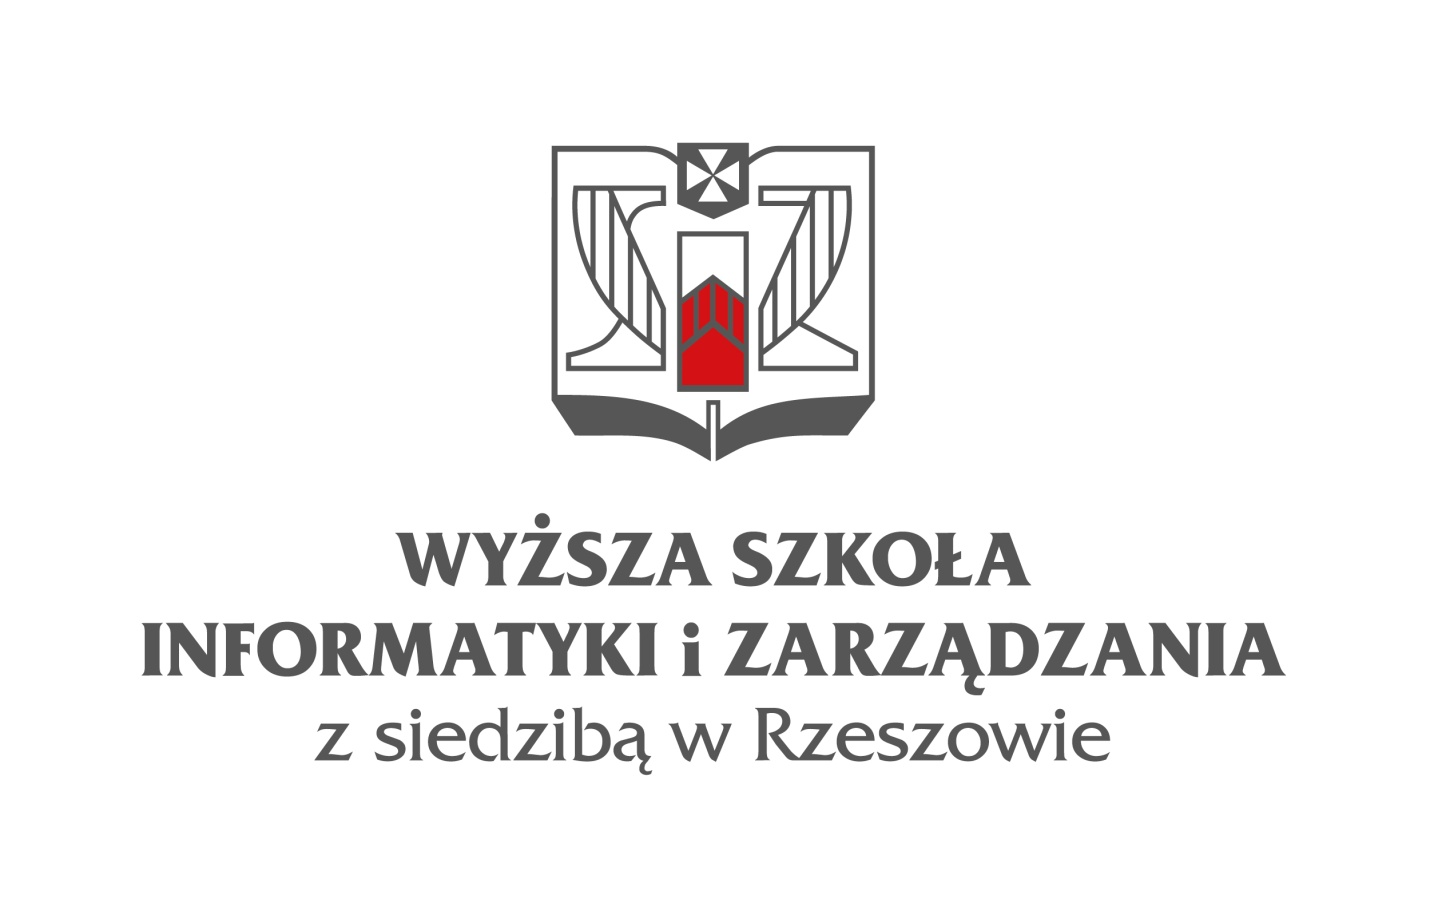 WYŻSZA SZKOŁA
INFORMATYKI i ZARZĄDZANIA
z siedzibą w Rzeszowie